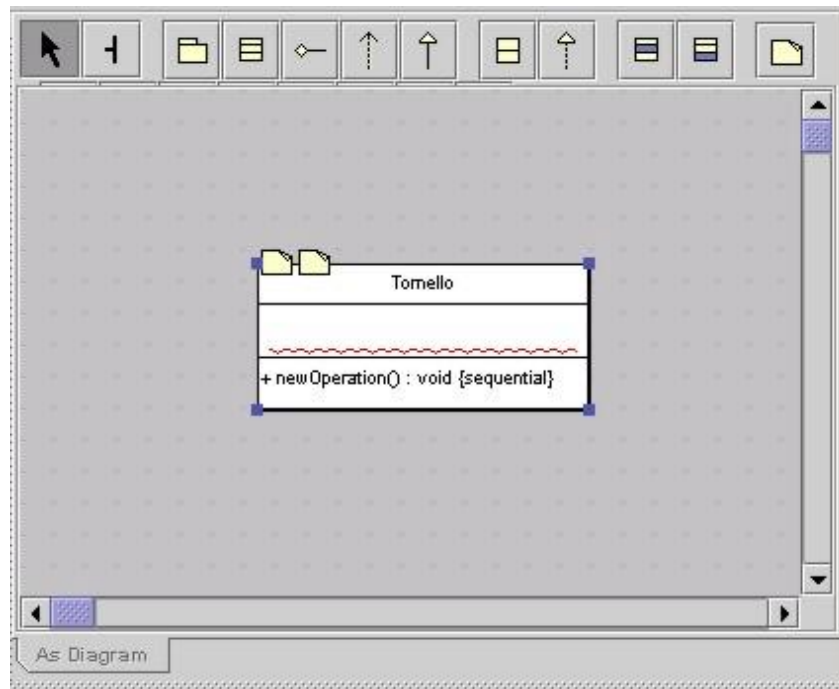 Tornello
+ newOperation() : void {sequential}
As Diagram